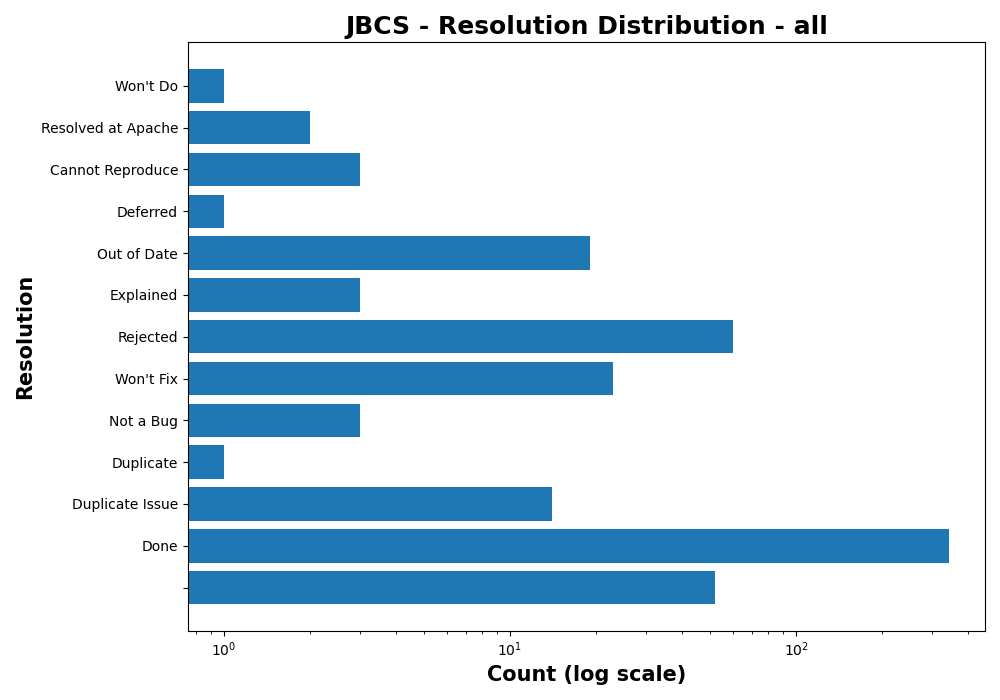 JBCS - Resolution Distribution - all
Won't Do
Resolved at Apache
Cannot Reproduce
Deferred
Out of Date
Explained
Rejected
Won't Fix
Not a Bug
Duplicate
Duplicate Issue
Done
Resolution
10⁰ 10¹ 10²
Count (log scale)